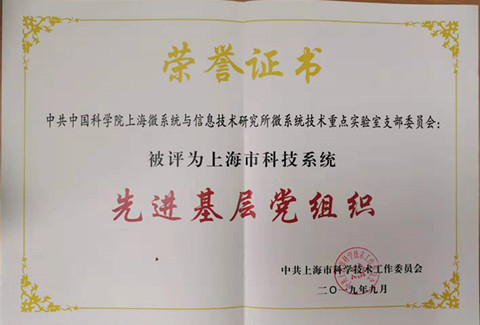 荣誉证书
中共中国科学院上海微系统与信息技术研究所微系统技术重点实验室支部委员会：
被评为上海市科技系统
先进基层党组织
中共上海市科学技术工作委员会
二〇一九年九月